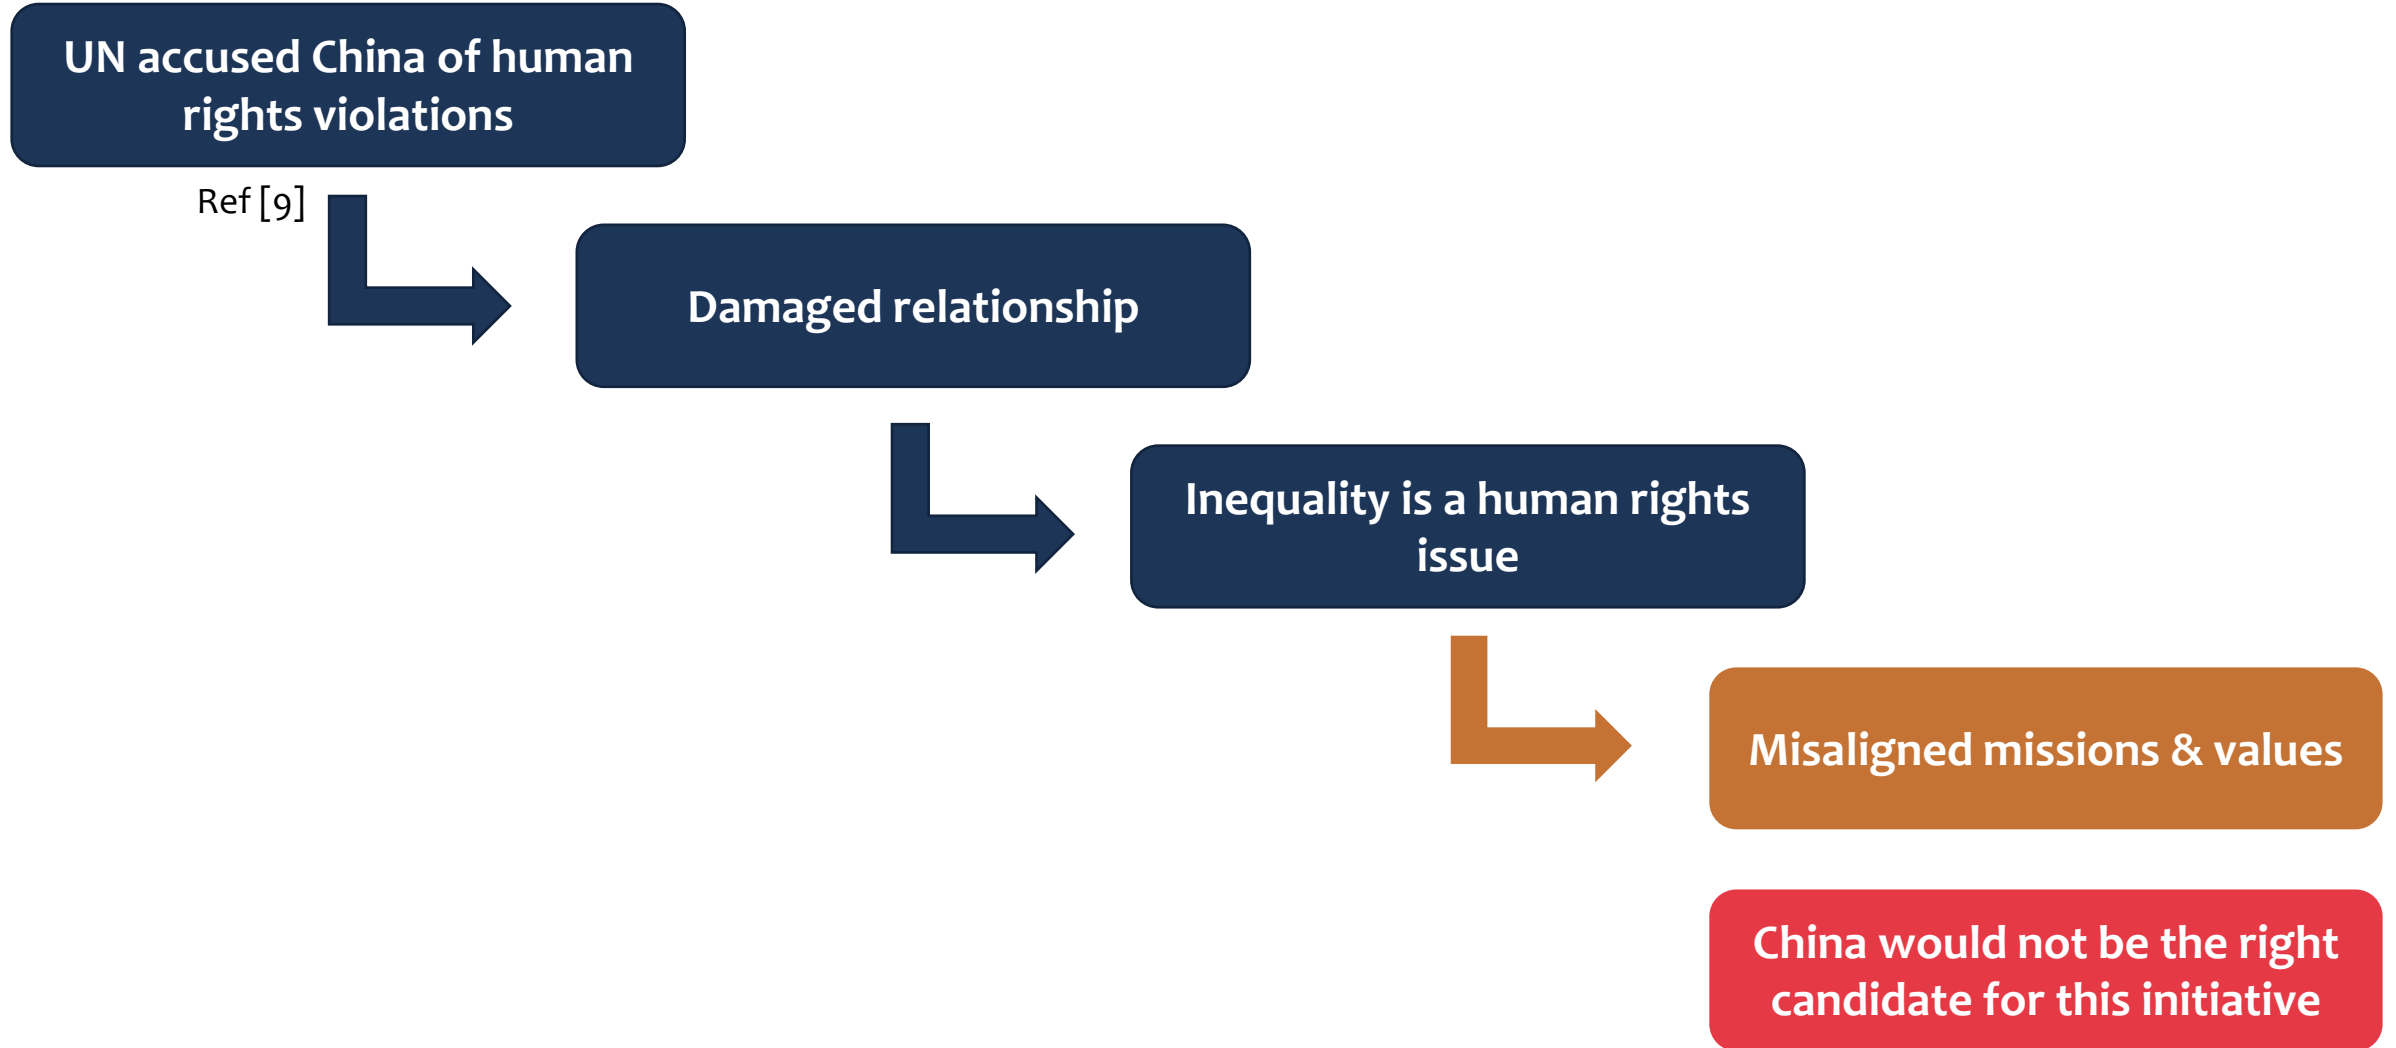 UN accused China of human
rights violations
Ref [9]
Damaged relationship
Inequality is a human rights
issue
Misaligned missions & values
China would not be the right
candidate for this initiative